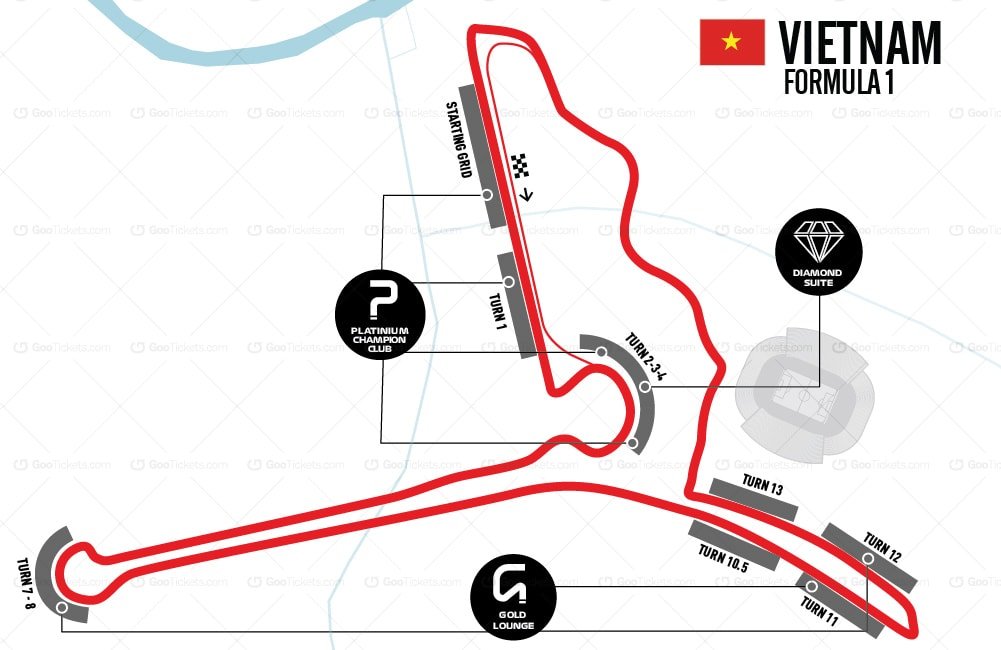 VIETNAM
FORMULA 1
STARTING GRID
TURN 1
PLATINIUM
CHAMPION
CLUB
TURN 2-3-4
DIAMOND
SUITE
TURN 13
TURN 12
TURN 10.5
TURN 11
TURN 7 - 8
GOLD
LOUNGE
GooTickets.com